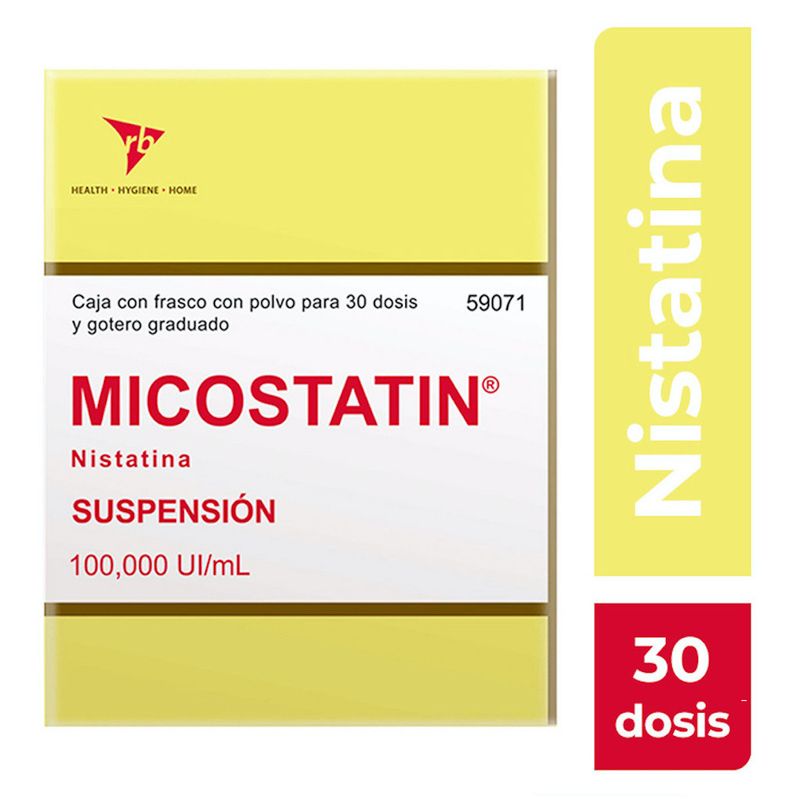 rb
HEALTH • HYGIENE • HOME
Caja con frasco con polvo para 30 dosis
y gotero graduado
59071
MICOSTATIN®
Nistatina
SUSPENSIÓN
100,000 UI/mL
Nistatina
30
dosis